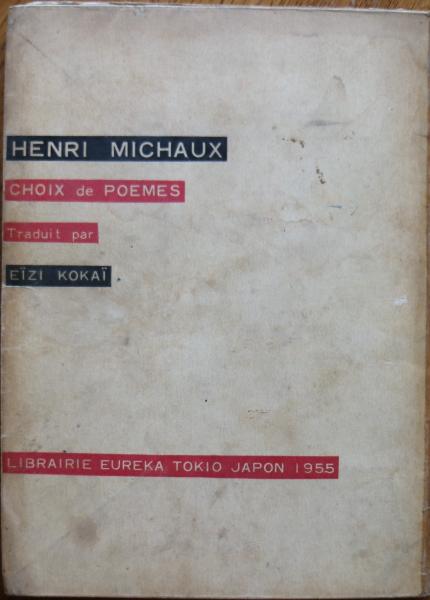 HENRI MICHAUX
CHOIX de POEMES
Traduit par
EÏZI KOKAÏ
LIBRAIRIE EUREKA TOKIO JAPON 1955